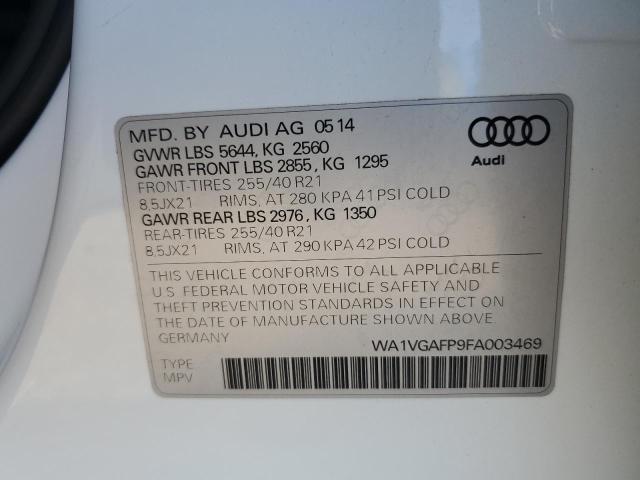 MFD. BY AUDI AG 05 14
GVWR LBS 5644, KG 2560
GAWR FRONT LBS 2855, KG 1295
FRONT-TIRES 255/40 R21
8,5JX21 RIMS, AT 280 KPA 41 PSI COLD
GAWR REAR LBS 2976, KG 1350
REAR-TIRES 255/40 R21
8,5JX21 RIMS, AT 290 KPA 42 PSI COLD
Audi
THIS VEHICLE CONFORMS TO ALL APPLICABLE
U.S. FEDERAL MOTOR VEHICLE SAFETY AND
THEFT PREVENTION STANDARDS IN EFFECT ON
THE DATE OF MANUFACTURE SHOWN ABOVE.
GERMANY
WA1VGAFP9FA003469
TYPE
MPV